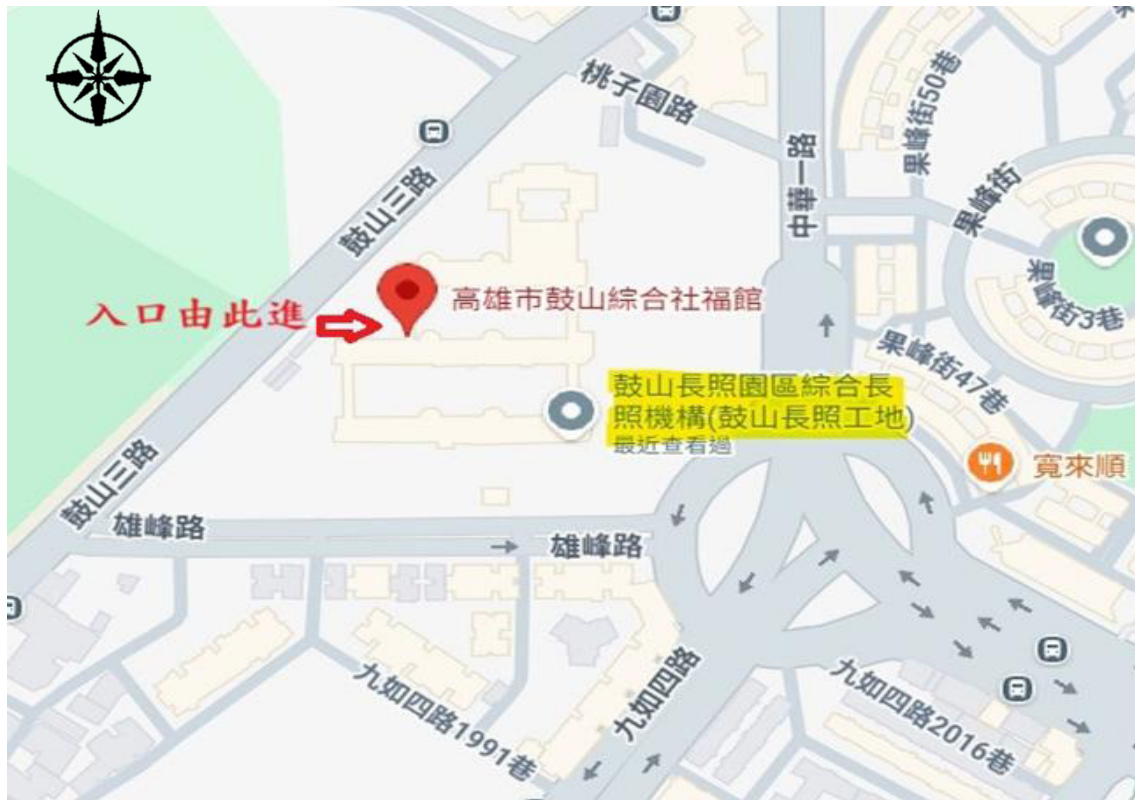 桃子園路
果峰街50巷
中華一路
果峰街
鼓山三路
高雄市鼓山綜合社福館
入口由此進
果峰街3巷
果峰街47巷
鼓山長照園區綜合長
照機構(鼓山長照工地)
最近查看過
寬來順
鼓山三路
雄峰路
雄峰路
九如四路
九如四路1991巷
九如四路2016巷